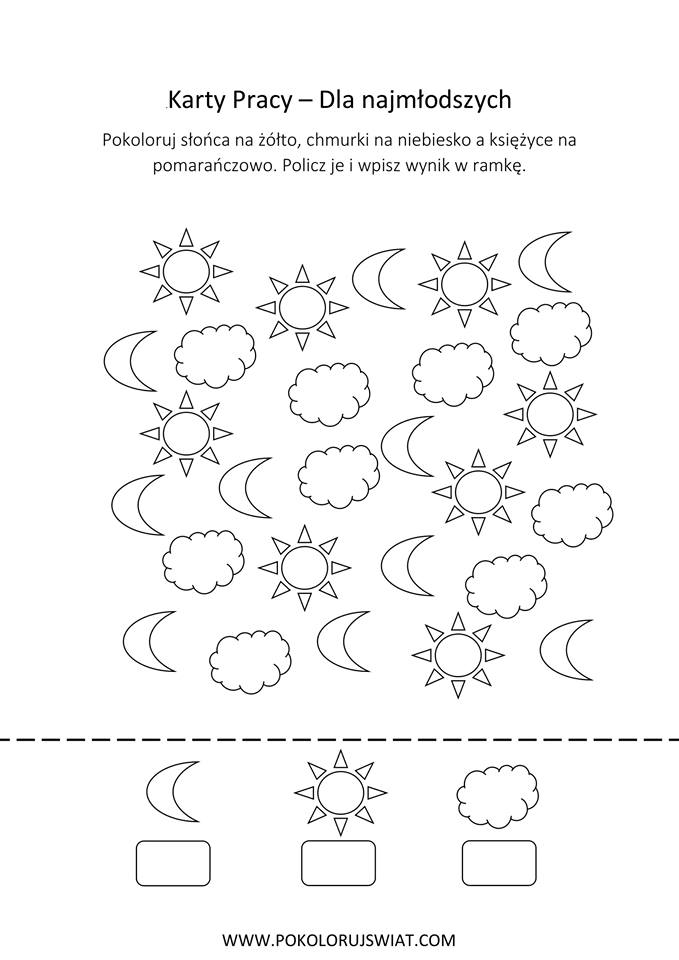 Karty Pracy – Dla najmłodszych
Pokoloruj słońca na żółto, chmurki na niebiesko a księżyce na
pomarańczowo. Policz je i wpisz wynik w ramkę.
WWW.POKOLORUJSWIAT.COM